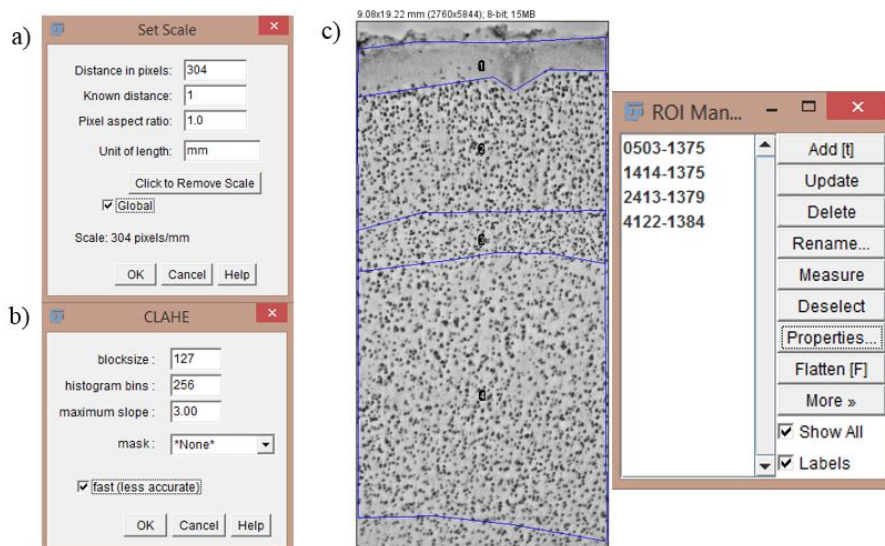 a)
Set Scale
Distance in pixels: 304
Known distance: 1
Pixel aspect ratio: 1.0
Unit of length: mm
Click to Remove Scale
Global
Scale: 304 pixels/mm
OK Cancel Help
b)
CLAHE
blocksize : 127
histogram bins : 256
maximum slope : 3.00
mask : *None*
fast (less accurate)
OK Cancel Help
c)
9.08x19.22 mm (2760x5844); 8-bit; 15MB
1
2
3
4
ROI Man...
0503-1375
1414-1375
2413-1379
4122-1384
Add [t]
Update
Delete
Rename...
Measure
Deselect
Properties...
Flatten [F]
More »
Show All
Labels